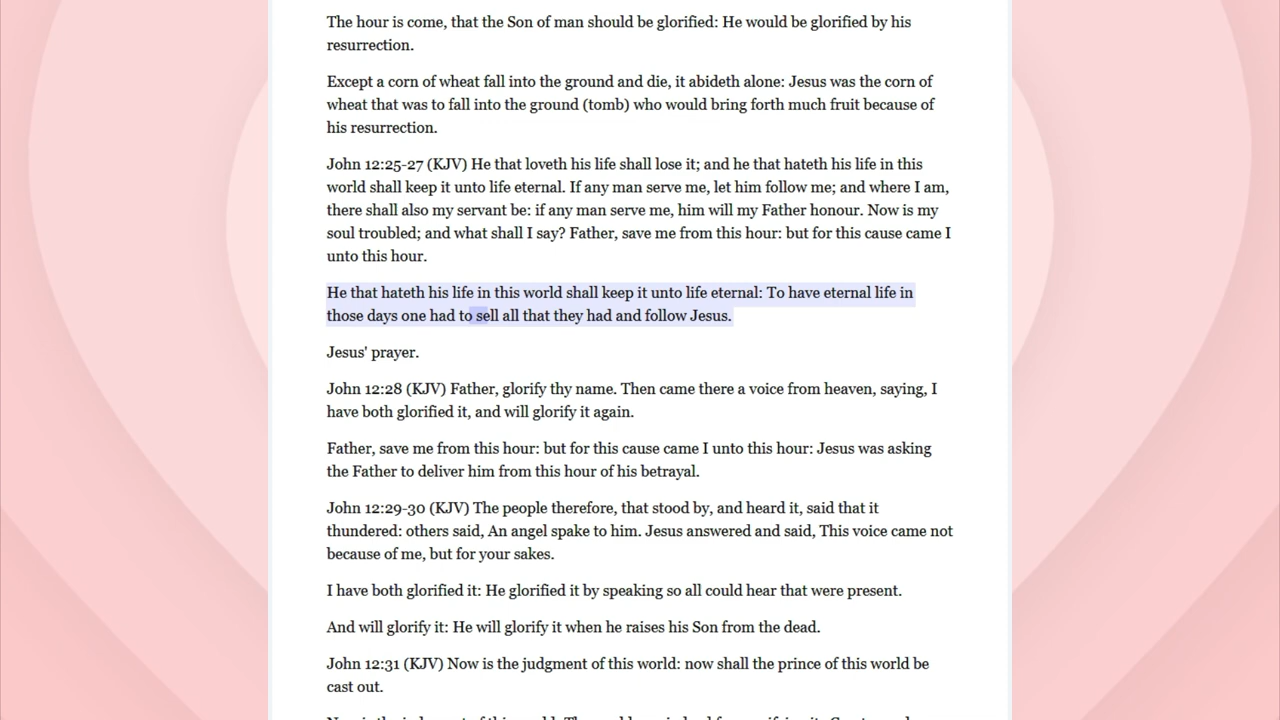 The hour is come, that the Son of man should be glorified: He would be glorified by his
resurrection.
Except a corn of wheat fall into the ground and die, it abideth alone: Jesus was the corn of
wheat that was to fall into the ground (tomb) who would bring forth much fruit because of
his resurrection.
John 12:25-27 (KJV) He that loveth his life shall lose it; and he that hateth his life in this
world shall keep it unto life eternal. If any man serve me, let him follow me; and where I am,
there shall also my servant be: if any man serve me, him will my Father honour. Now is my
soul troubled; and what shall I say? Father, save me from this hour: but for this cause came I
unto this hour.
He that hateth his life in this world shall keep it unto life eternal: To have eternal life in
those days one had to sell all that they had and follow Jesus.
Jesus' prayer.
John 12:28 (KJV) Father, glorify thy name. Then came there a voice from heaven, saying, I
have both glorified it, and will glorify it again.
Father, save me from this hour: but for this cause came I unto this hour: Jesus was asking
the Father to deliver him from this hour of his betrayal.
John 12:29-30 (KJV) The people therefore, that stood by, and heard it, said that it
thundered: others said, An angel spake to him. Jesus answered and said, This voice came not
because of me, but for your sakes.
I have both glorified it: He glorified it by speaking so all could hear that were present.
And will glorify it: He will glorify it when he raises his Son from the dead.
John 12:31 (KJV) Now is the judgment of this world: now shall the prince of this world be
cast out.